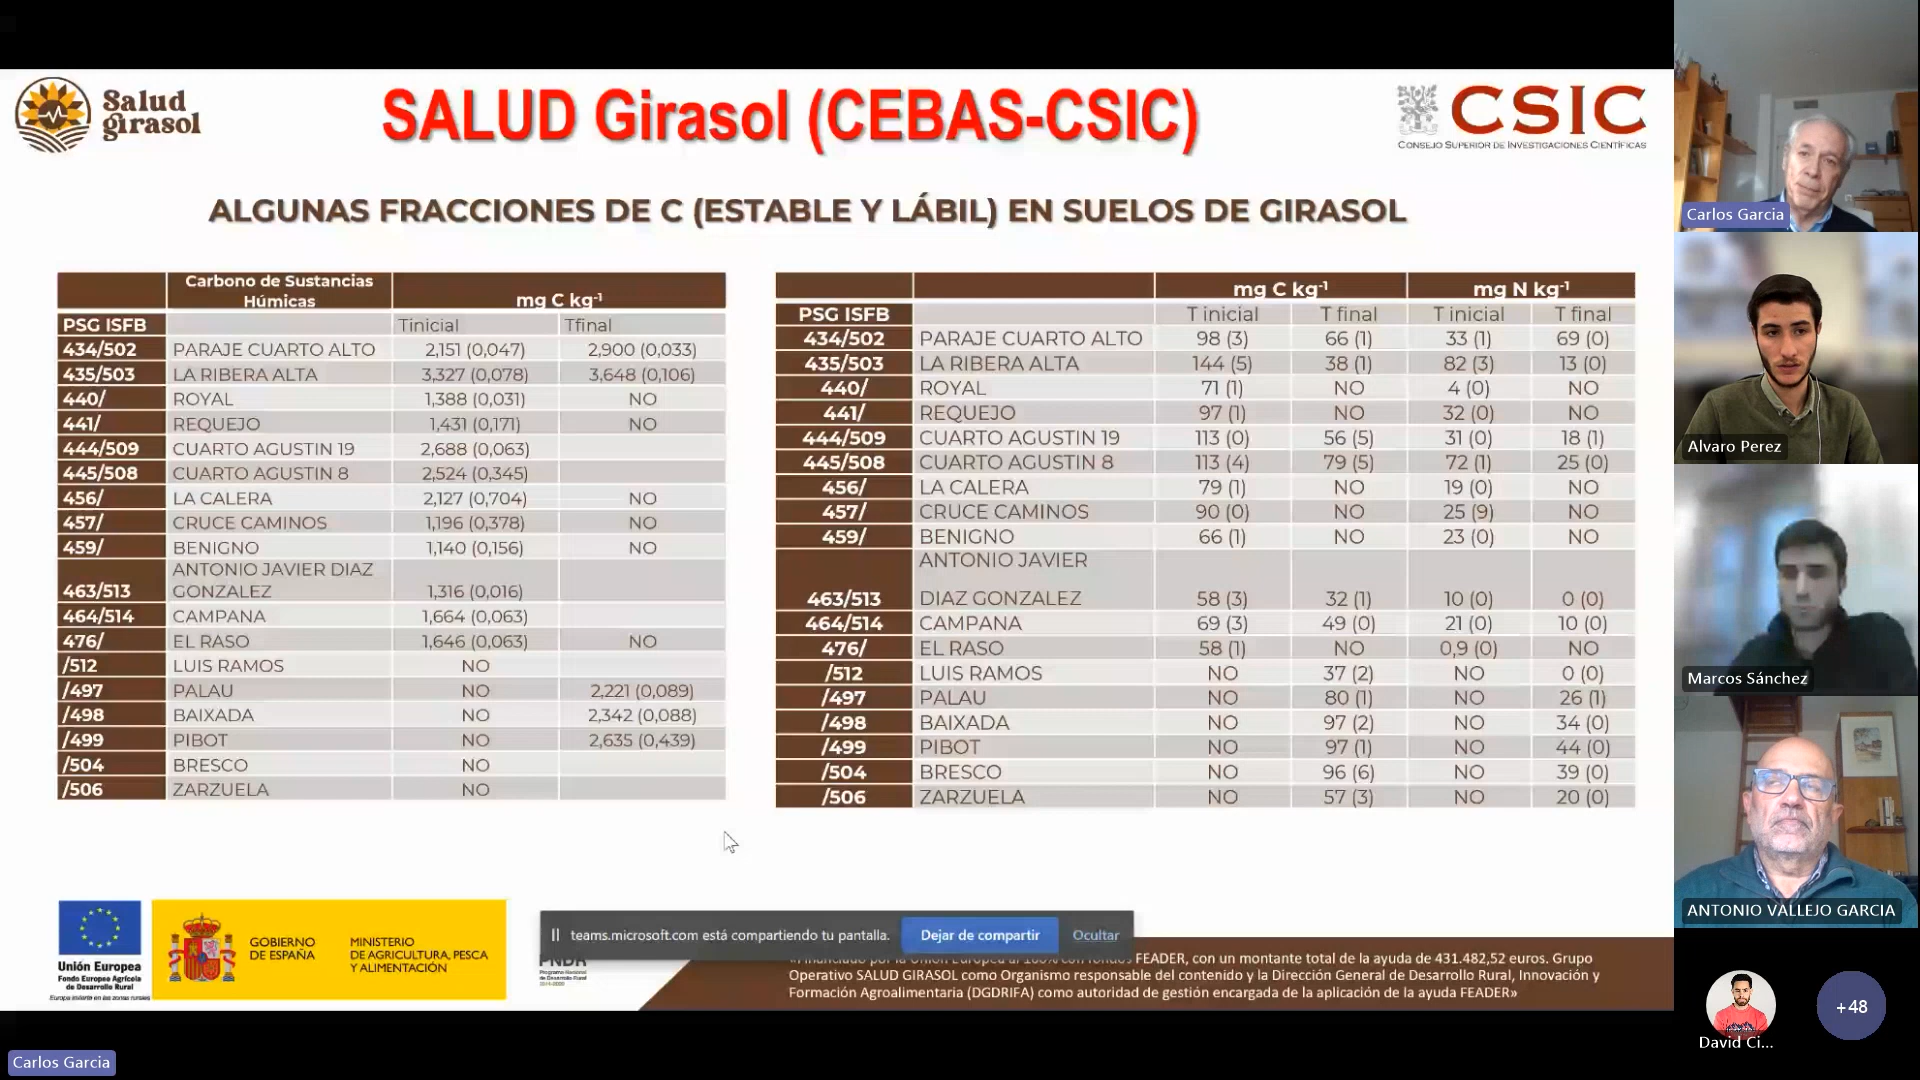 Salud
girasol
SALUD Girasol (CEBAS-CSIC)
CSIC
CONSEJO SUPERIOR DE INVESTIGACIONES CIENTÍFICAS
ALGUNAS FRACCIONES DE C (ESTABLE Y LÁBIL) EN SUELOS DE GIRASOL
Carbono de Sustancias
Húmicas mg C kg-1
PSG ISFB Tinicial Tfinal
434/502 PARAJE CUARTO ALTO 2,151 (0,047) 2,900 (0,033)
435/503 LA RIBERA ALTA 3,327 (0,078) 3,648 (0,106)
440/ ROYAL 1,388 (0,031) NO
441/ REQUEJO 1,431 (0,171) NO
444/509 CUARTO AGUSTIN 19 2,688 (0,063)
445/508 CUARTO AGUSTIN 8 2,524 (0,345)
456/ LA CALERA 2,127 (0,704) NO
457/ CRUCE CAMINOS 1,196 (0,378) NO
459/ BENIGNO 1,140 (0,156) NO
ANTONIO JAVIER DIAZ
463/513 GONZALEZ 1,316 (0,016)
464/514 CAMPANA 1,664 (0,063)
476/ EL RASO 1,646 (0,063) NO
/512 LUIS RAMOS NO
/497 PALAU NO 2,221 (0,089)
/498 BAIXADA NO 2,342 (0,088)
/499 PIBOT NO 2,635 (0,439)
/504 BRESCO NO
/506 ZARZUELA NO
mg C kg-1 mg N kg-1
PSG ISFB T inicial T final T inicial T final
434/502 PARAJE CUARTO ALTO 98 (3) 66 (1) 33 (1) 69 (0)
435/503 LA RIBERA ALTA 144 (5) 38 (1) 82 (3) 13 (0)
440/ ROYAL 71 (1) NO 4 (0) NO
441/ REQUEJO 97 (1) NO 32 (0) NO
444/509 CUARTO AGUSTIN 19 113 (0) 56 (5) 31 (0) 18 (1)
445/508 CUARTO AGUSTIN 8 113 (4) 79 (5) 72 (1) 25 (0)
456/ LA CALERA 79 (1) NO 19 (0) NO
457/ CRUCE CAMINOS 90 (0) NO 25 (9) NO
459/ BENIGNO 66 (1) NO 23 (0) NO
ANTONIO JAVIER
463/513 DIAZ GONZALEZ 58 (3) 32 (1) 10 (0) 0 (0)
464/514 CAMPANA 69 (3) 49 (0) 21 (0) 10 (0)
476/ EL RASO 58 (1) NO 0,9 (0) NO
/512 LUIS RAMOS NO 37 (2) NO 0 (0)
/497 PALAU NO 80 (1) NO 26 (1)
/498 BAIXADA NO 97 (2) NO 34 (0)
/499 PIBOT NO 97 (1) NO 44 (0)
/504 BRESCO NO 96 (6) NO 39 (0)
/506 ZARZUELA NO 57 (3) NO 20 (0)
Unión Europea
Fondo Europeo Agrícola
de Desarrollo Rural
Europa invierte en las zonas rurales
GOBIERNO
DE ESPAÑA
MINISTERIO
DE AGRICULTURA, PESCA
Y ALIMENTACIÓN
PNDR
teams.microsoft.com está compartiendo tu pantalla.
Dejar de compartir
Ocultar
FEADER, con un montante total de la ayuda de 431.482,52 euros. Grupo
Operativo SALUD GIRASOL como Organismo responsable del contenido y la Dirección General de Desarrollo Rural, Innovación y
Formación Agroalimentaria (DGDRIFA) como autoridad de gestión encargada de la aplicación de la ayuda FEADER»
Carlos Garcia
Carlos Garcia
Alvaro Perez
Marcos Sánchez
ANTONIO VALLEJO GARCIA
David Ci...
+48